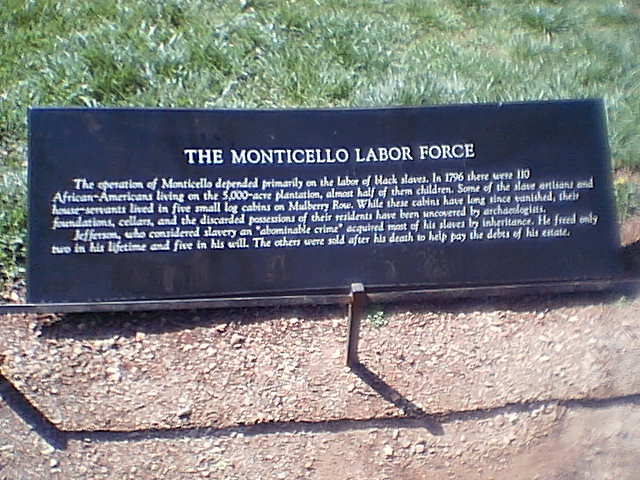 THE MONTICELLO LABOR FORCE
The operation of Monticello depended primarily on the labor of black slaves. In 1796 there were 110
African-Americans living on the 5,000-acre plantation, almost half of them children. Some of the slave artisans and
house-servants lived in five small log cabins on Mulberry Row. While these cabins have long since vanished, their
foundations, cellars, and the discarded possessions of their residents have been uncovered by archaeologists.
Jefferson, who considered slavery an "abominable crime" acquired most of his slaves by inheritance. He freed only
two in his lifetime and five in his will. The others were sold after his death to help pay the debts of his estate.